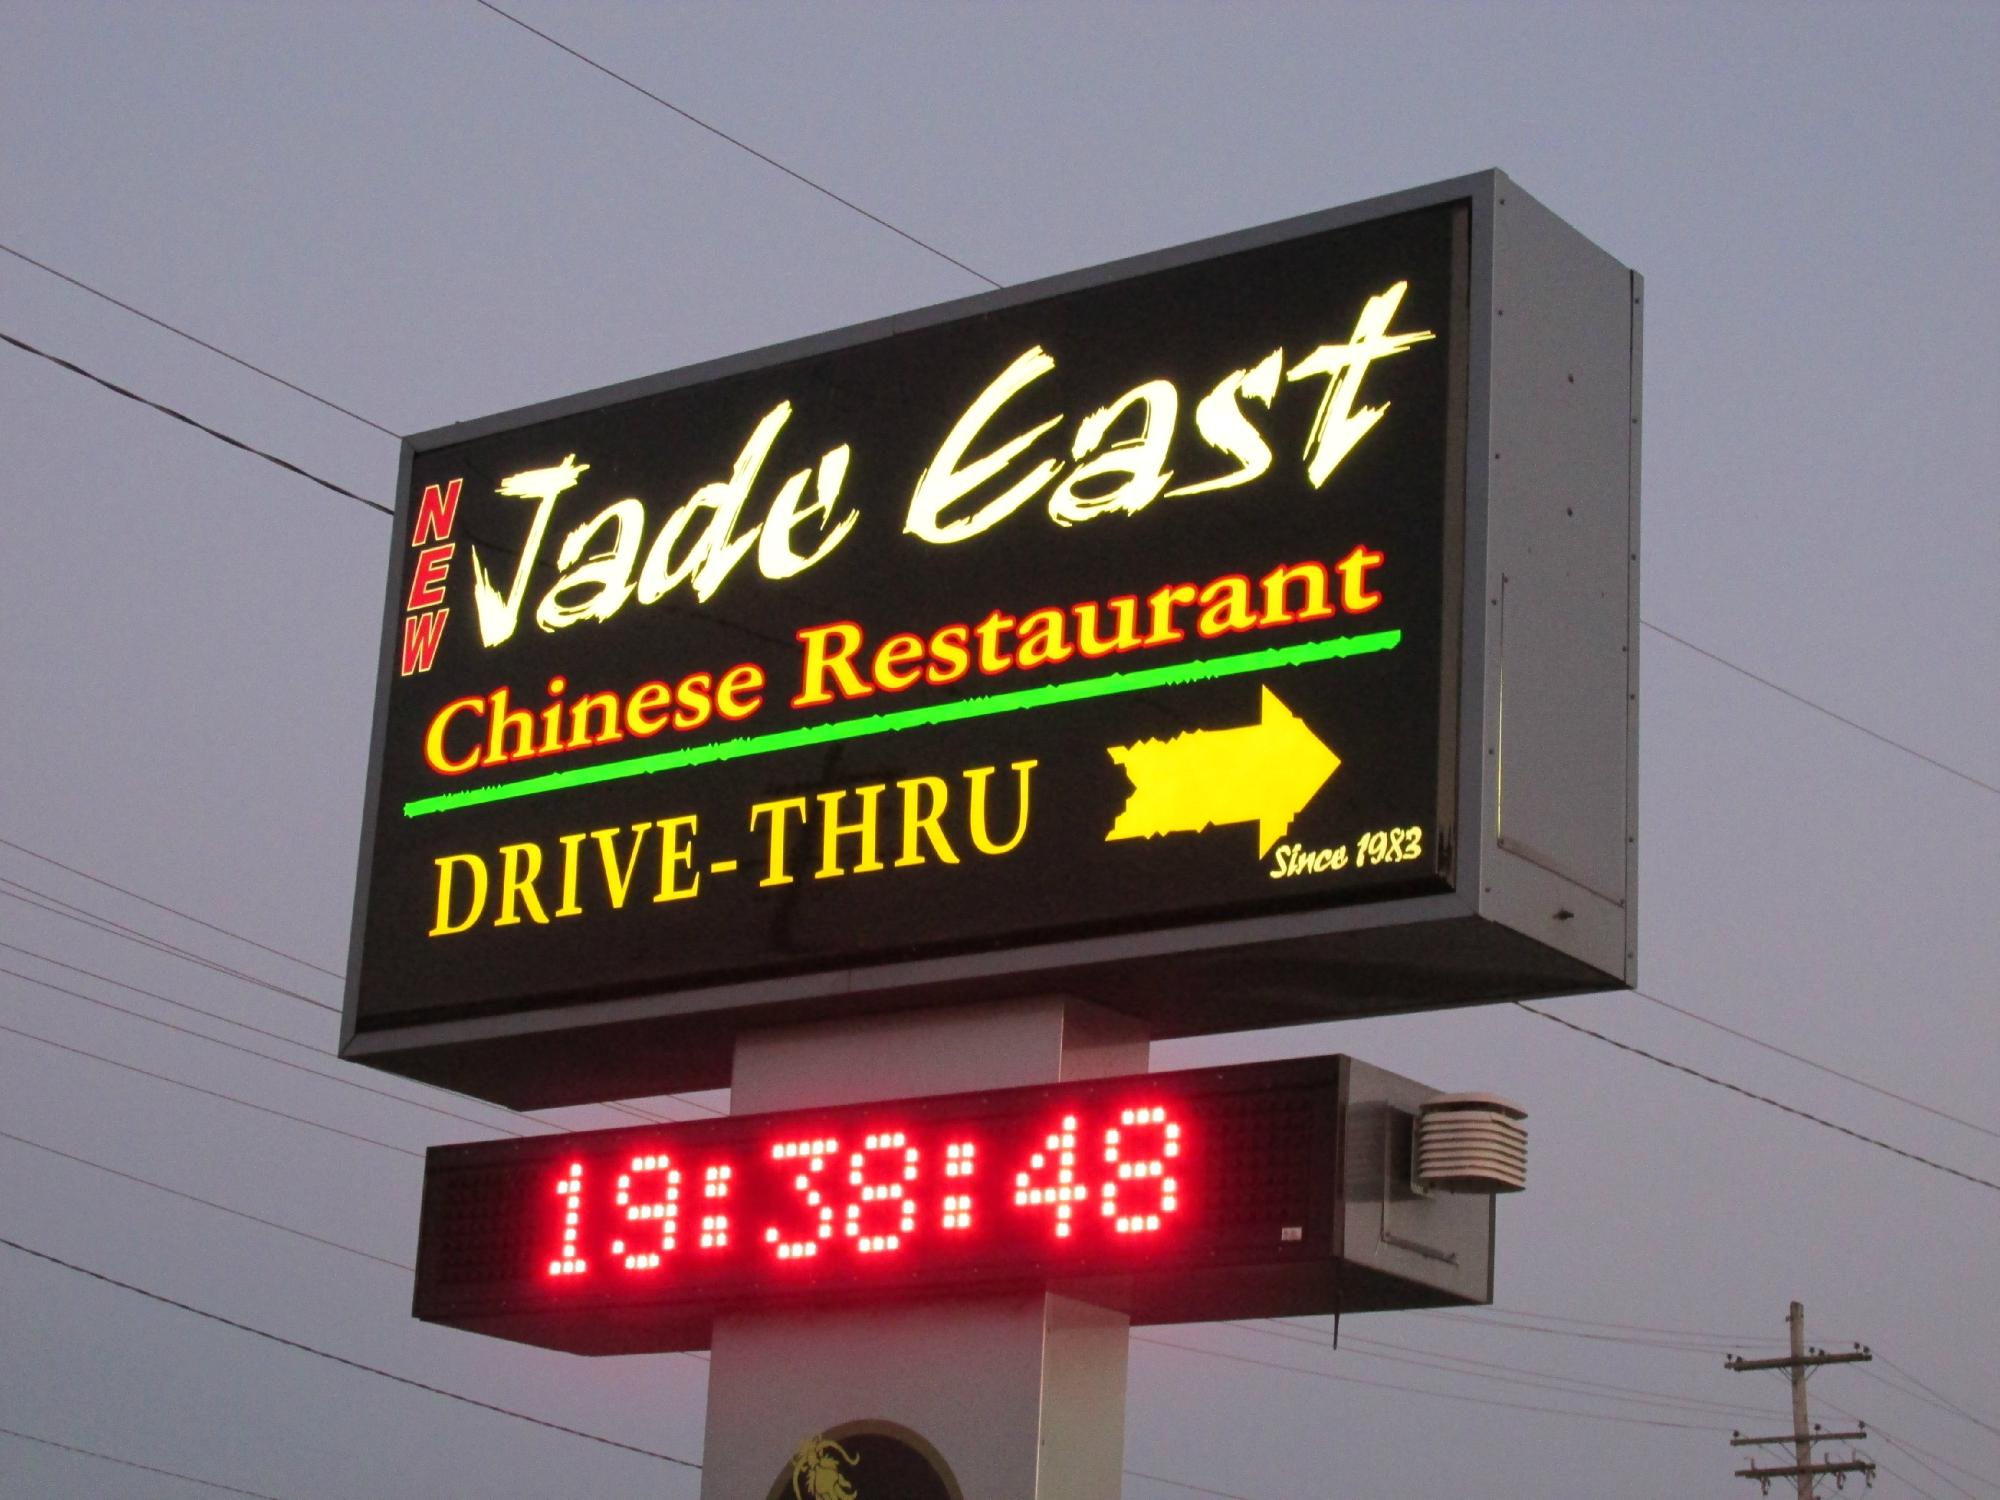 NEW
Jade East
Chinese Restaurant
DRIVE-THRU
Since 1983
19:38:48